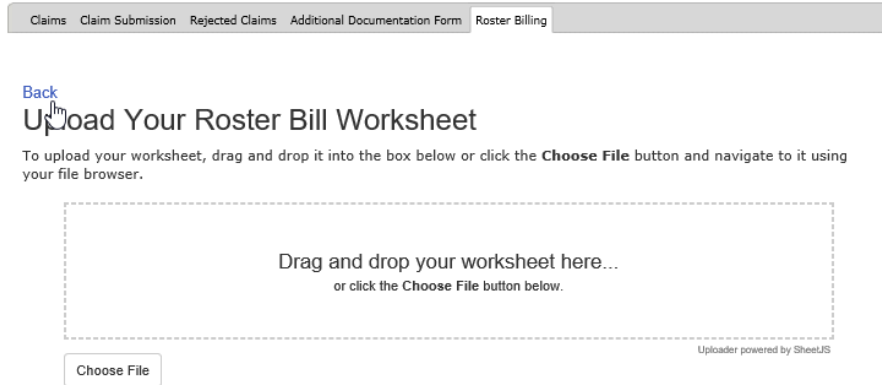 Claims Claim Submission Rejected Claims Additional Documentation Form Roster Billing
Back
Upload Your Roster Bill Worksheet
To upload your worksheet, drag and drop it into the box below or click the Choose File button and navigate to it using
your file browser.
Drag and drop your worksheet here...
or click the Choose File button below.
Uploader powered by SheetJS
Choose File